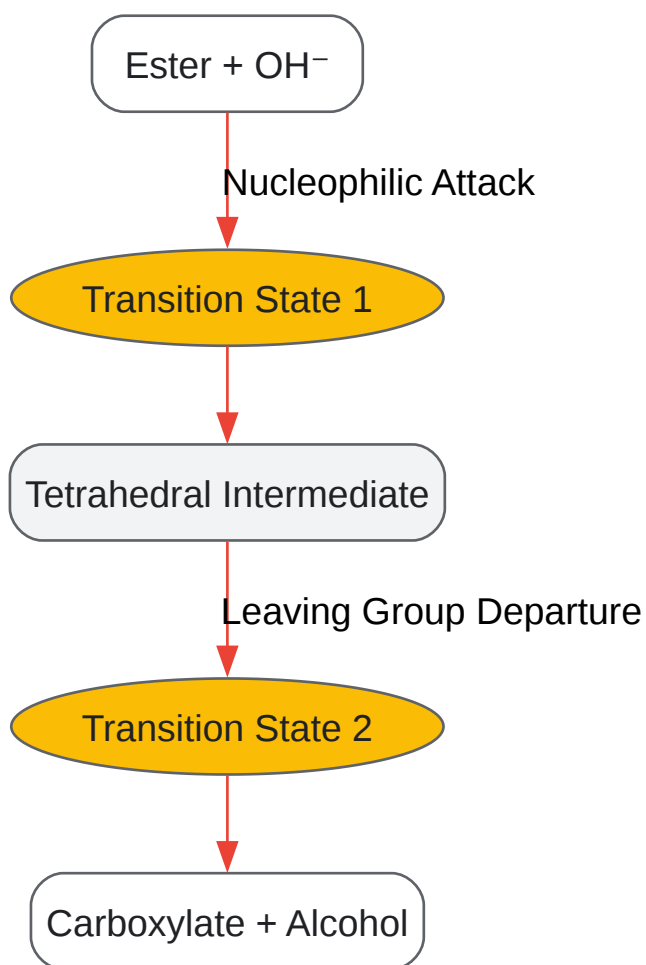 Ester + OH⁻
Nucleophilic Attack
Transition State 1
Tetrahedral Intermediate
Leaving Group Departure
Transition State 2
Carboxylate + Alcohol